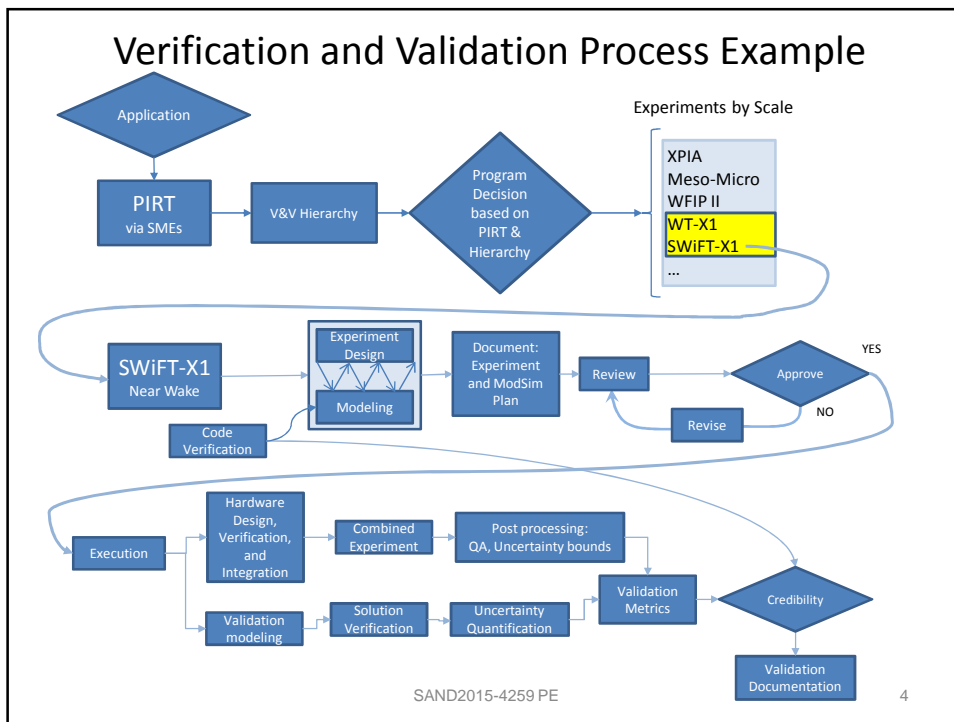 Verification and Validation Process Example
Application
Experiments by Scale
PIRT
via SMEs
V&V Hierarchy
Program
Decision
based on
PIRT &
Hierarchy
XPIA
Meso-Micro
WFIP II
WT-X1
SWiFT-X1
...
SWiFT-X1
Near Wake
Experiment
Design
Modeling
Code
Verification
Document:
Experiment
and ModSim
Plan
Review
Revise
Approve
YES
NO
Execution
Hardware
Design,
Verification,
and
Integration
Combined
Experiment
Post processing:
QA, Uncertainty bounds
Validation
modeling
Solution
Verification
Uncertainty
Quantification
Validation
Metrics
Credibility
Validation
Documentation
SAND2015-4259 PE
4